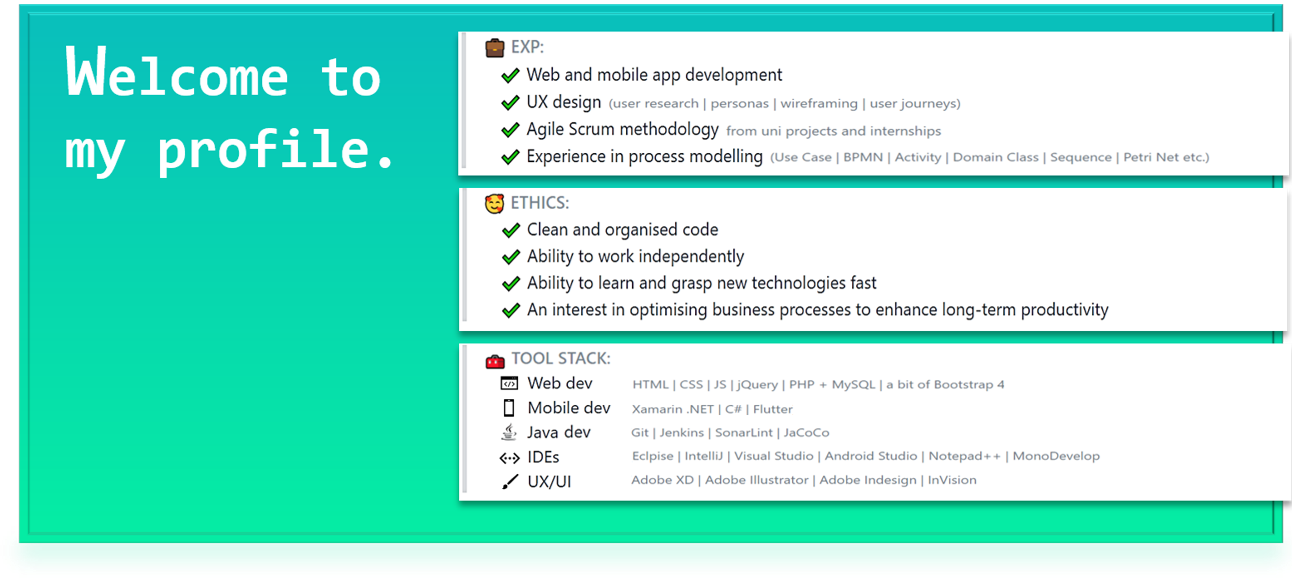 Welcome to
my profile.
EXP:
Web and mobile app development
UX design (user research | personas | wireframing | user journeys)
Agile Scrum methodology from uni projects and internships
Experience in process modelling (Use Case | BPMN | Activity | Domain Class | Sequence | Petri Net etc.)
ETHICS:
Clean and organised code
Ability to work independently
Ability to learn and grasp new technologies fast
An interest in optimising business processes to enhance long-term productivity
TOOL STACK:
Web dev HTML | CSS | JS | jQuery | PHP + MySQL | a bit of Bootstrap 4
Mobile dev Xamarin .NET | C# | Flutter
Java dev Git | Jenkins | SonarLint | JaCoCo
IDEs Eclpise | IntelliJ | Visual Studio | Android Studio | Notepad++ | MonoDevelop
UX/UI Adobe XD | Adobe Illustrator | Adobe Indesign | InVision